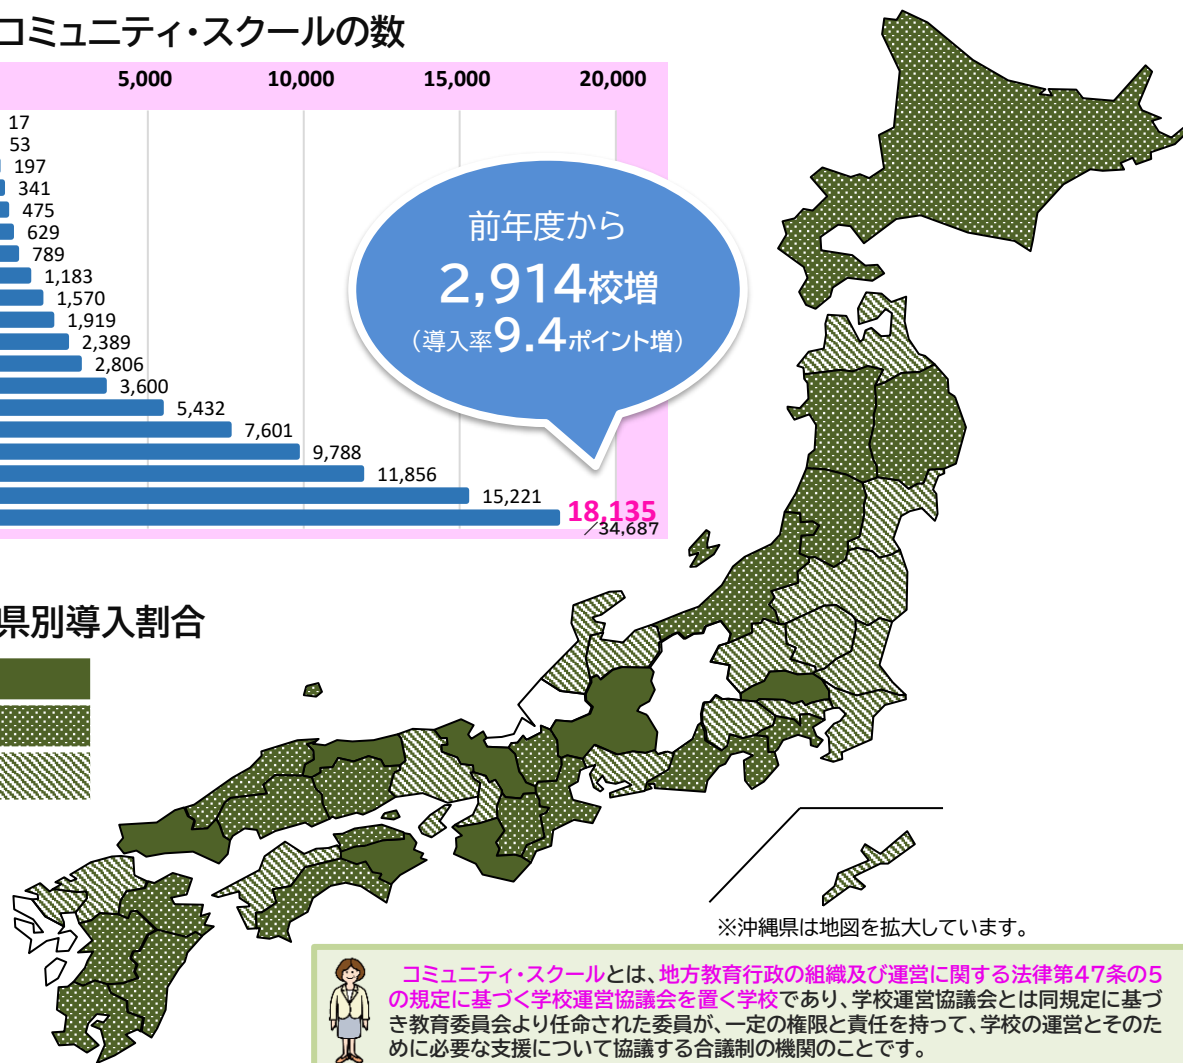 コミュニティ・スクールの数
5,000 10,000 15,000 20,000
17
53
197
341
475
629
789
1,183
1,570
1,919
2,389
2,806
3,600
5,432
7,601
9,788
11,856
15,221
18,135
／34,687
前年度から
2,914校増
（導入率9.4ポイント増）
県別導入割合
※沖縄県は地図を拡大しています。
コミュニティ・スクールとは、地方教育行政の組織及び運営に関する法律第47条の5
の規定に基づく学校運営協議会を置く学校であり、学校運営協議会とは同規定に基づ
き教育委員会より任命された委員が、一定の権限と責任を持って、学校の運営とそのた
めに必要な支援について協議する合議制の機関のことです。